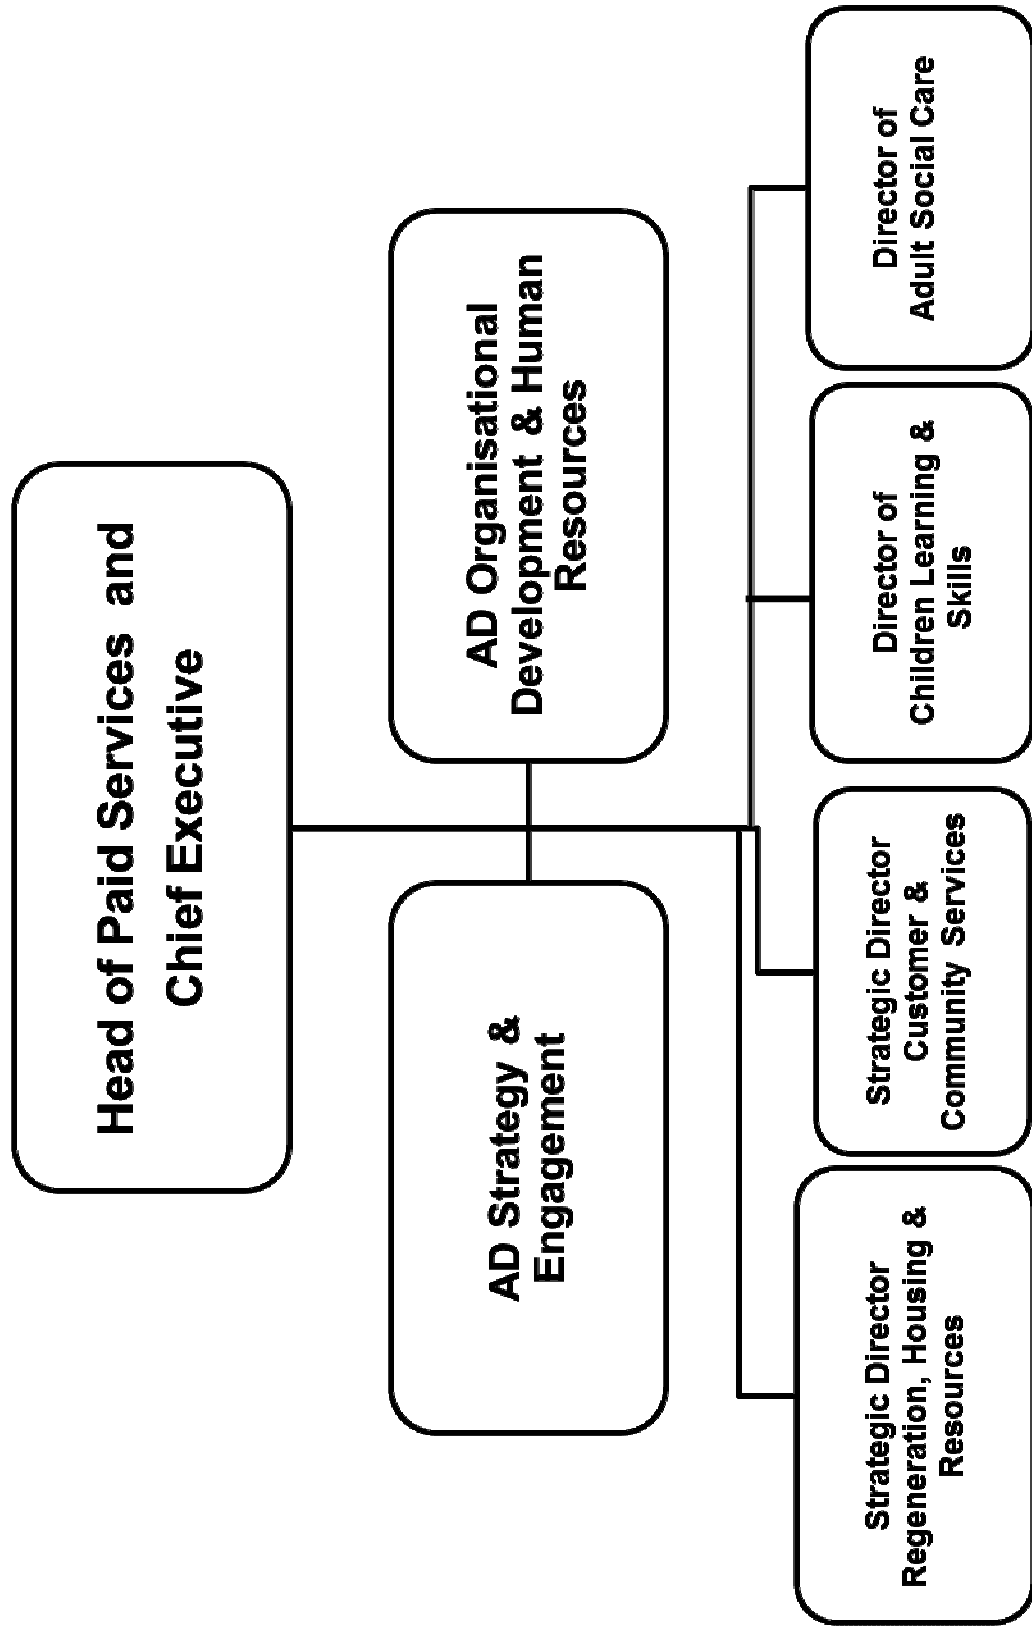 Head of Paid Services and
Chief Executive
AD Strategy &
Engagement
AD Organisational
Development & Human
Resources
Strategic Director
Regeneration, Housing &
Resources
Strategic Director
Customer &
Community Services
Director of
Children Learning &
Skills
Director of
Adult Social Care